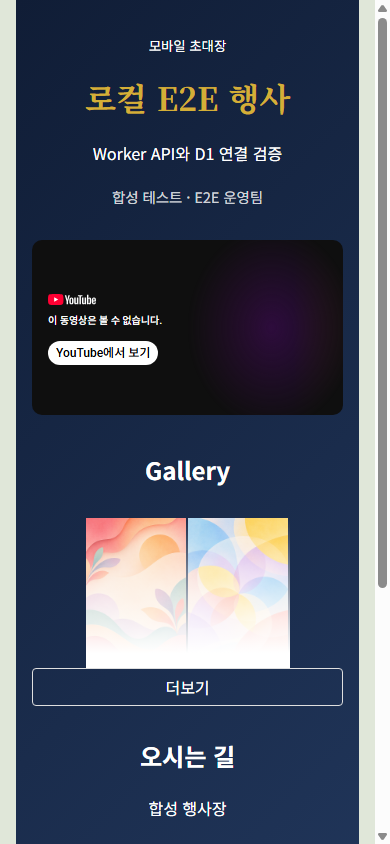 모바일 초대장
로컬 E2E 행사
Worker API와 D1 연결 검증
합성 테스트 · E2E 운영팀
YouTube
이 동영상은 볼 수 없습니다.
YouTube에서 보기
Gallery
더보기
오시는 길
합성 행사장